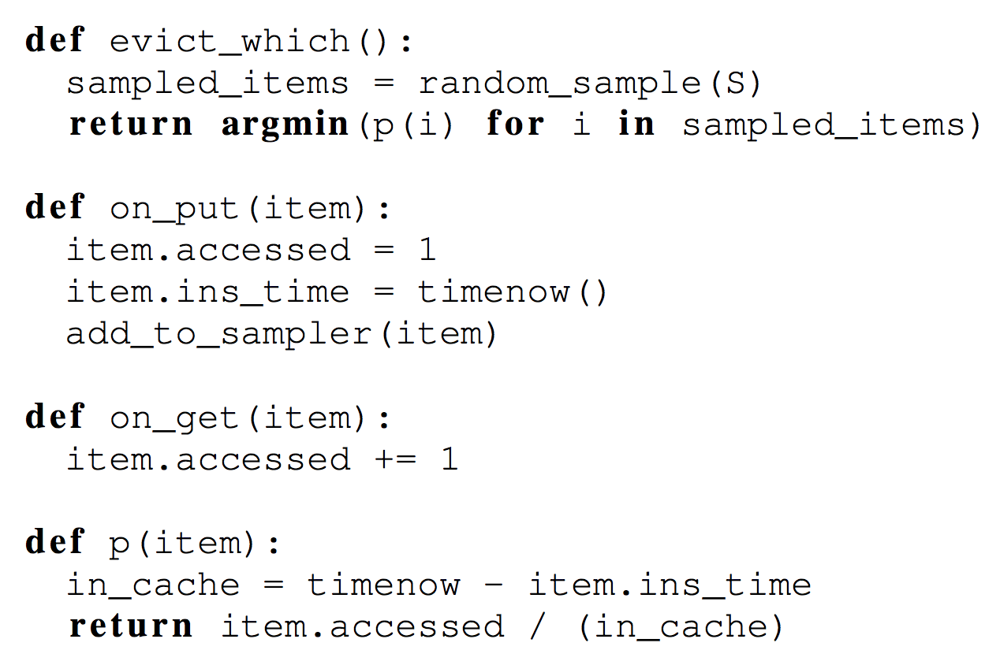 def evict_which():
  sampled_items = random_sample(S)
  return argmin(p(i) for i in sampled_items)

def on_put(item):
  item.accessed = 1
  item.ins_time = timenow()
  add_to_sampler(item)

def on_get(item):
  item.accessed += 1

def p(item):
  in_cache = timenow - item.ins_time
  return item.accessed / (in_cache)